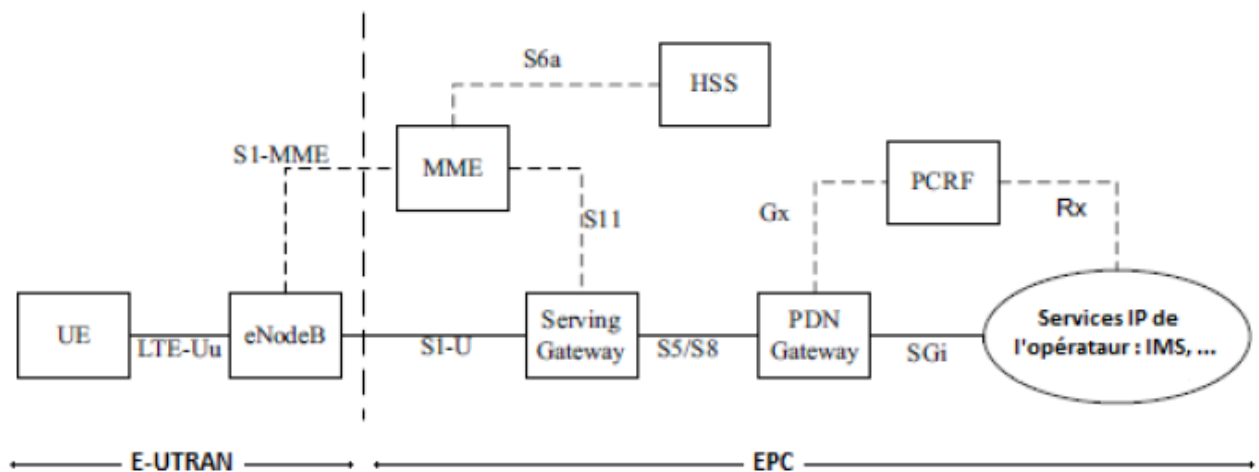 S6a
HSS
S1-MME
MME
PCRF
S11
Gx
Rx
UE
LTE-Uu
eNodeB
S1-U
Serving
Gateway
S5/S8
PDN
Gateway
SGi
Services IP de
l'opérataur : IMS, ...
E-UTRAN
EPC